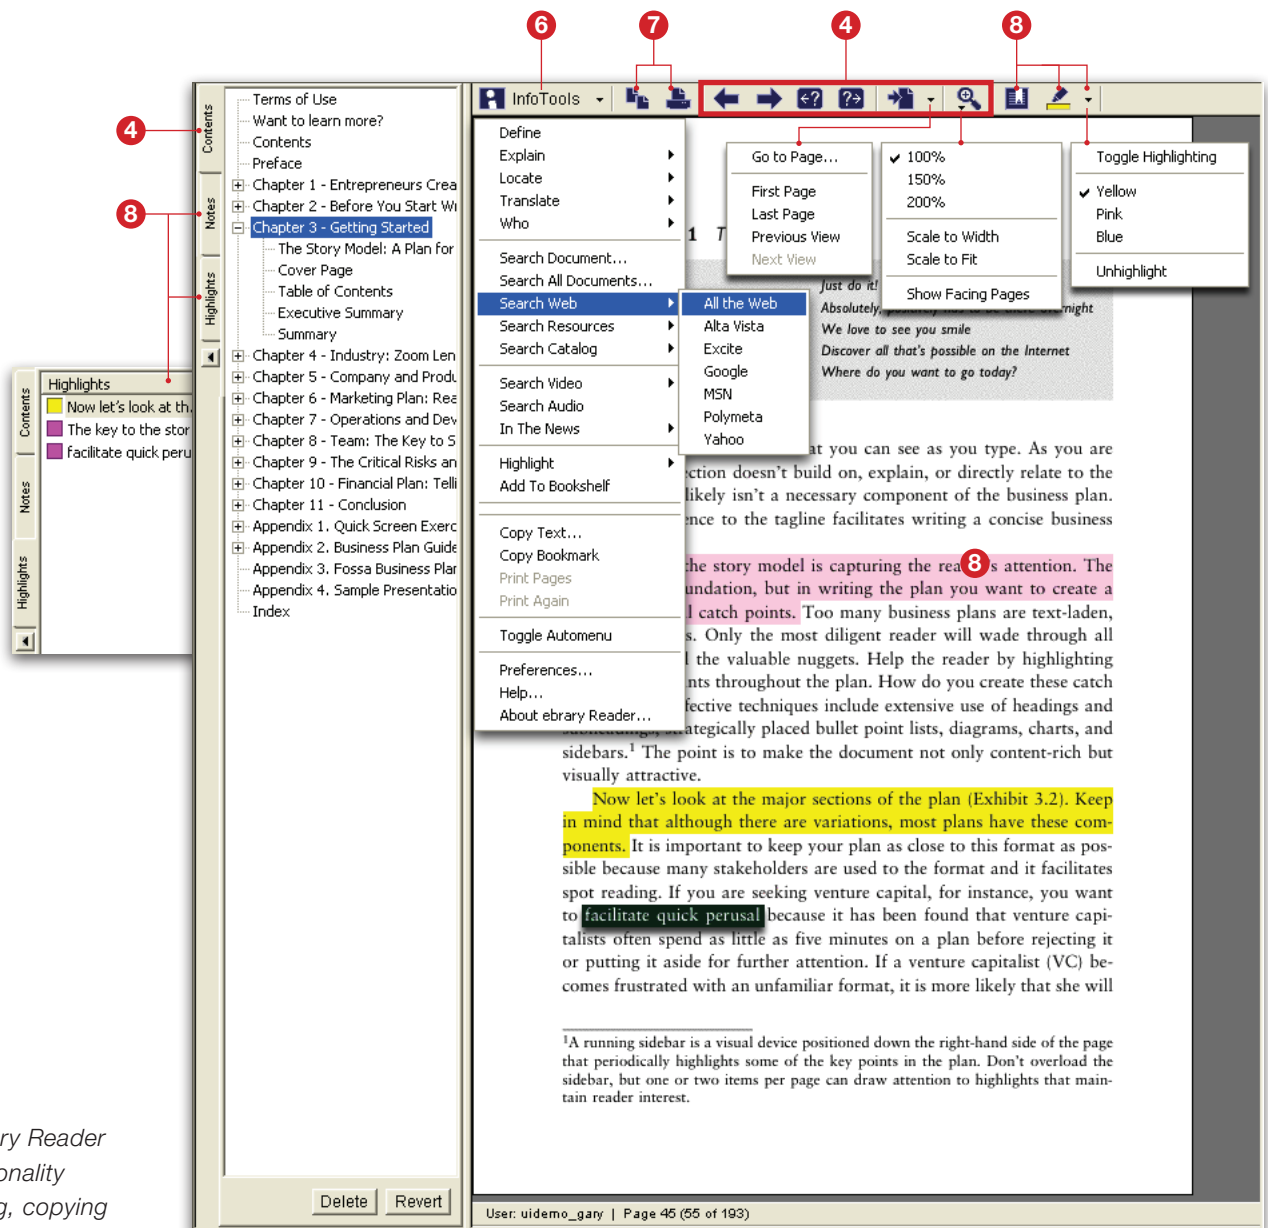 6
7
4
8
InfoTools
4
8
Contents
Notes
Highlights
Terms of Use
Want to learn more?
Contents
Preface
Chapter 1 - Entrepreneurs Crea
Chapter 2 - Before You Start Wr
Chapter 3 - Getting Started
The Story Model: A Plan for
Cover Page
Table of Contents
Executive Summary
Summary
Chapter 4 - Industry: Zoom Len
Chapter 5 - Company and Produ
Chapter 6 - Marketing Plan: Rea
Chapter 7 - Operations and Dev
Chapter 8 - Team: The Key to S
Chapter 9 - The Critical Risks an
Chapter 10 - Financial Plan: Telli
Chapter 11 - Conclusion
Appendix 1. Quick Screen Exerc
Appendix 2. Business Plan Guide
Appendix 3. Fossa Business Plar
Appendix 4. Sample Presentatio
Index
Delete Revert
8
Contents
Notes
Highlights
Highlights
Now let's look at th.
The key to the stor
facilitate quick peru
Define
Explain
Locate
Translate
Who
Search Document...
Search All Documents...
Search Web
Search Resources
Search Catalog
Search Video
Search Audio
In The News
Highlight
Add To Bookshelf
Copy Text...
Copy Bookmark
Print Pages
Print Again
Toggle Automenu
Preferences...
Help...
About ebrary Reader...
All the Web
Alta Vista
Excite
Google
MSN
Polymeta
Yahoo
Go to Page...
First Page
Last Page
Previous View
Next View
100%
150%
200%
Scale to Width
Scale to Fit
Show Facing Pages
Toggle Highlighting
Yellow
Pink
Blue
Unhighlight
1 T
Just do it!
Absolutely, positively has to be there overnight
We love to see you smile
Discover all that's possible on the Internet
Where do you want to go today?
at you can see as you type. As you are
ction doesn't build on, explain, or directly relate to the
likely isn't a necessary component of the business plan.
ence to the tagline facilitates writing a concise business
the story model is capturing the rea 8 s attention. The
undation, but in writing the plan you want to create a
l catch points. Too many business plans are text-laden,
s. Only the most diligent reader will wade through all
l the valuable nuggets. Help the reader by highlighting
nts throughout the plan. How do you create these catch
fective techniques include extensive use of headings and
subheadings, strategically placed bullet point lists, diagrams, charts, and
sidebars.1 The point is to make the document not only content-rich but
visually attractive.
Now let's look at the major sections of the plan (Exhibit 3.2). Keep
in mind that although there are variations, most plans have these com-
ponents. It is important to keep your plan as close to this format as pos-
sible because many stakeholders are used to the format and it facilitates
spot reading. If you are seeking venture capital, for instance, you want
to facilitate quick perusal because it has been found that venture capi-
talists often spend as little as five minutes on a plan before rejecting it
or putting it aside for further attention. If a venture capitalist (VC) be-
comes frustrated with an unfamiliar format, it is more likely that she will
1A running sidebar is a visual device positioned down the right-hand side of the page
that periodically highlights some of the key points in the plan. Don't overload the
sidebar, but one or two items per page can draw attention to highlights that main-
tain reader interest.
User: uidemo_gary | Page 45 (55 of 193)
ry Reader
onality
g, copying